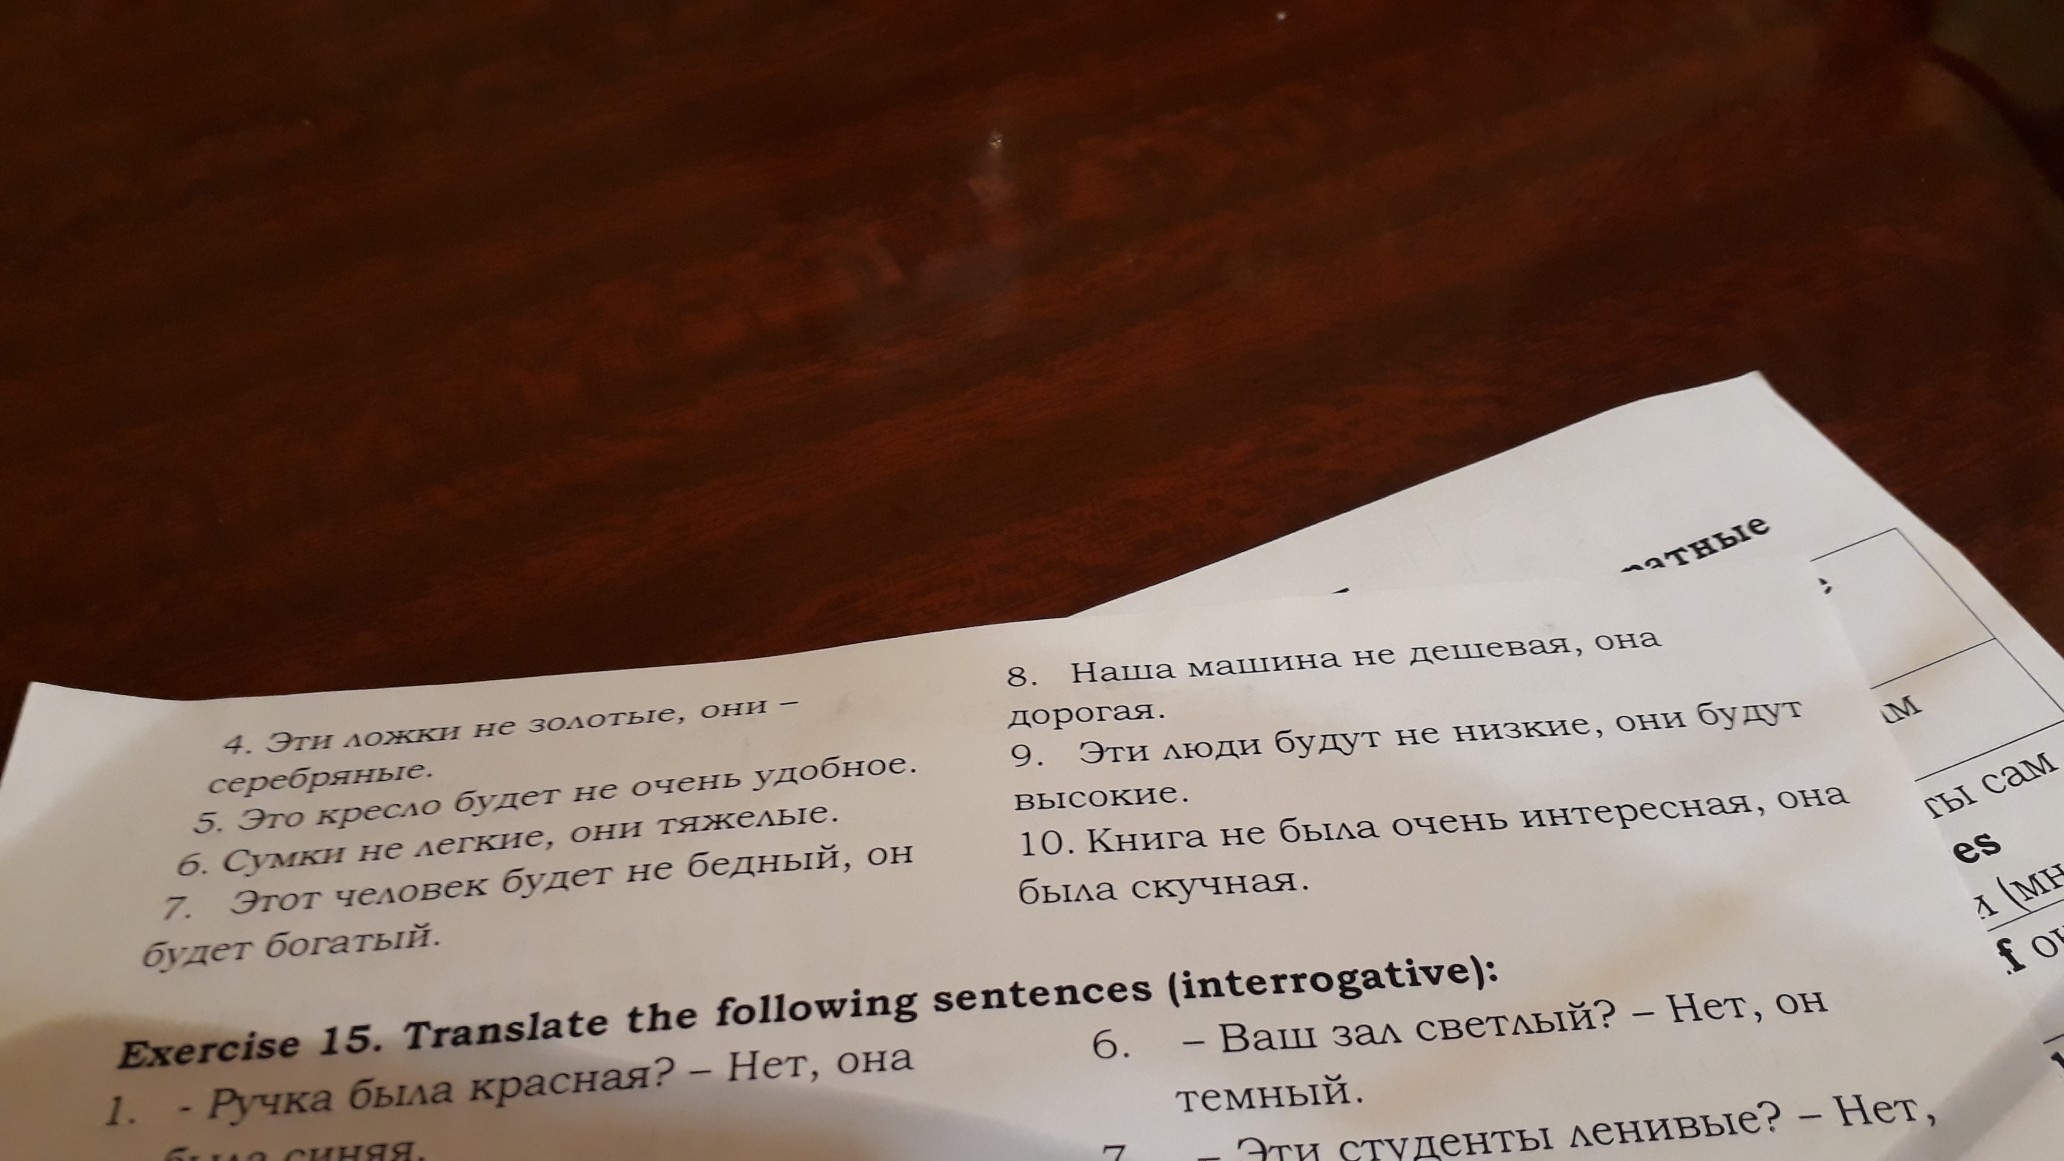 4. Эти ложки не золотые, они –
серебряные.
5. Это кресло будет не очень удобное.
6. Сумки не легкие, они тяжелые.
7. Этот человек будет не бедный, он
будет богатый.
8. Наша машина не дешевая, она
дорогая.
9. Эти люди будут не низкие, они будут
высокие.
10. Книга не была очень интересная, она
была скучная.
Exercise 15. Translate the following sentences (interrogative):
1. - Ручка была красная? – Нет, она
была синяя.
6. – Ваш зал светлый? – Нет, он
темный.
7. – Эти студенты ленивые? – Нет,
ты сам
es